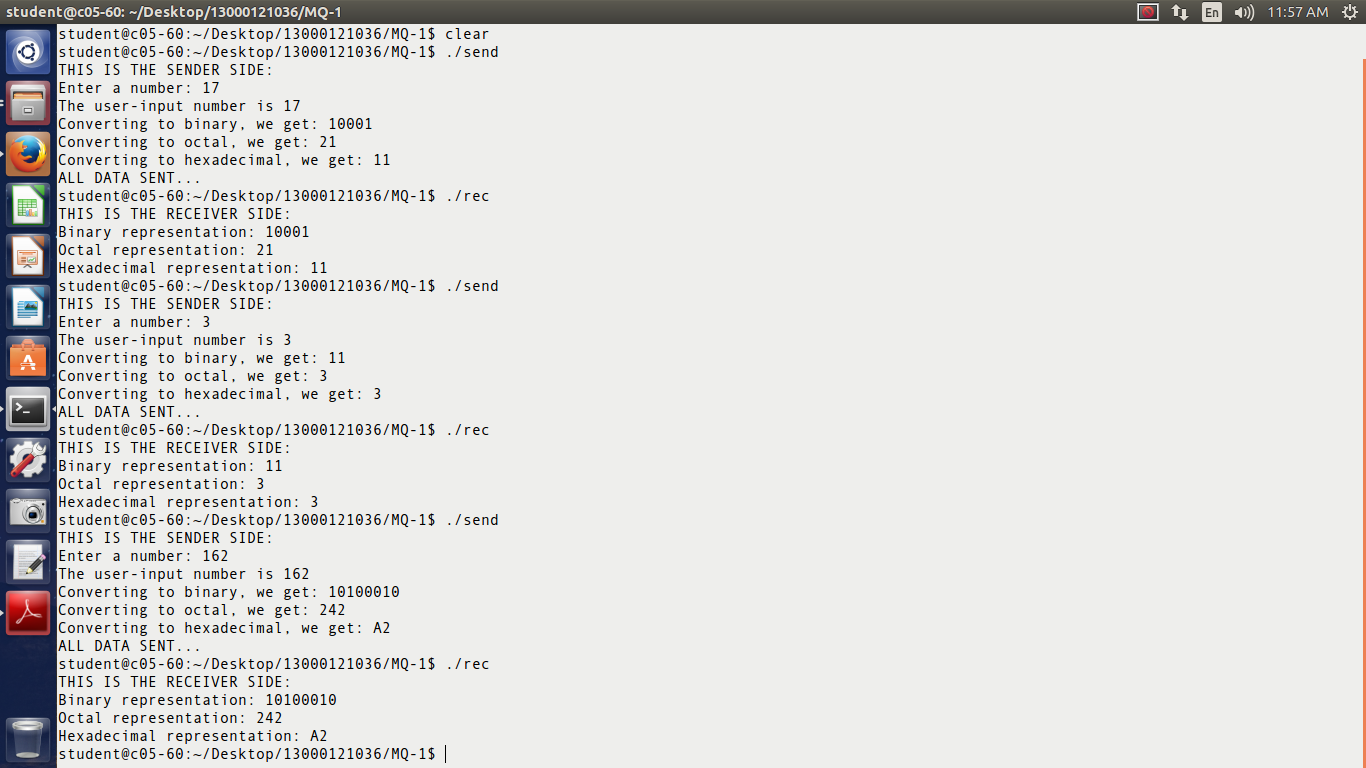 student@c05-60: ~/Desktop/13000121036/MQ-1
En
11:57 AM
student@c05-60:~/Desktop/13000121036/MQ-1$ clear
student@c05-60:~/Desktop/13000121036/MQ-1$ ./send
THIS IS THE SENDER SIDE:
Enter a number: 17
The user-input number is 17
Converting to binary, we get: 10001
Converting to octal, we get: 21
Converting to hexadecimal, we get: 11
ALL DATA SENT...
student@c05-60:~/Desktop/13000121036/MQ-1$ ./rec
THIS IS THE RECEIVER SIDE:
Binary representation: 10001
Octal representation: 21
Hexadecimal representation: 11
student@c05-60:~/Desktop/13000121036/MQ-1$ ./send
THIS IS THE SENDER SIDE:
Enter a number: 3
The user-input number is 3
Converting to binary, we get: 11
Converting to octal, we get: 3
Converting to hexadecimal, we get: 3
ALL DATA SENT...
student@c05-60:~/Desktop/13000121036/MQ-1$ ./rec
THIS IS THE RECEIVER SIDE:
Binary representation: 11
Octal representation: 3
Hexadecimal representation: 3
student@c05-60:~/Desktop/13000121036/MQ-1$ ./send
THIS IS THE SENDER SIDE:
Enter a number: 162
The user-input number is 162
Converting to binary, we get: 10100010
Converting to octal, we get: 242
Converting to hexadecimal, we get: A2
ALL DATA SENT...
student@c05-60:~/Desktop/13000121036/MQ-1$ ./rec
THIS IS THE RECEIVER SIDE:
Binary representation: 10100010
Octal representation: 242
Hexadecimal representation: A2
student@c05-60:~/Desktop/13000121036/MQ-1$